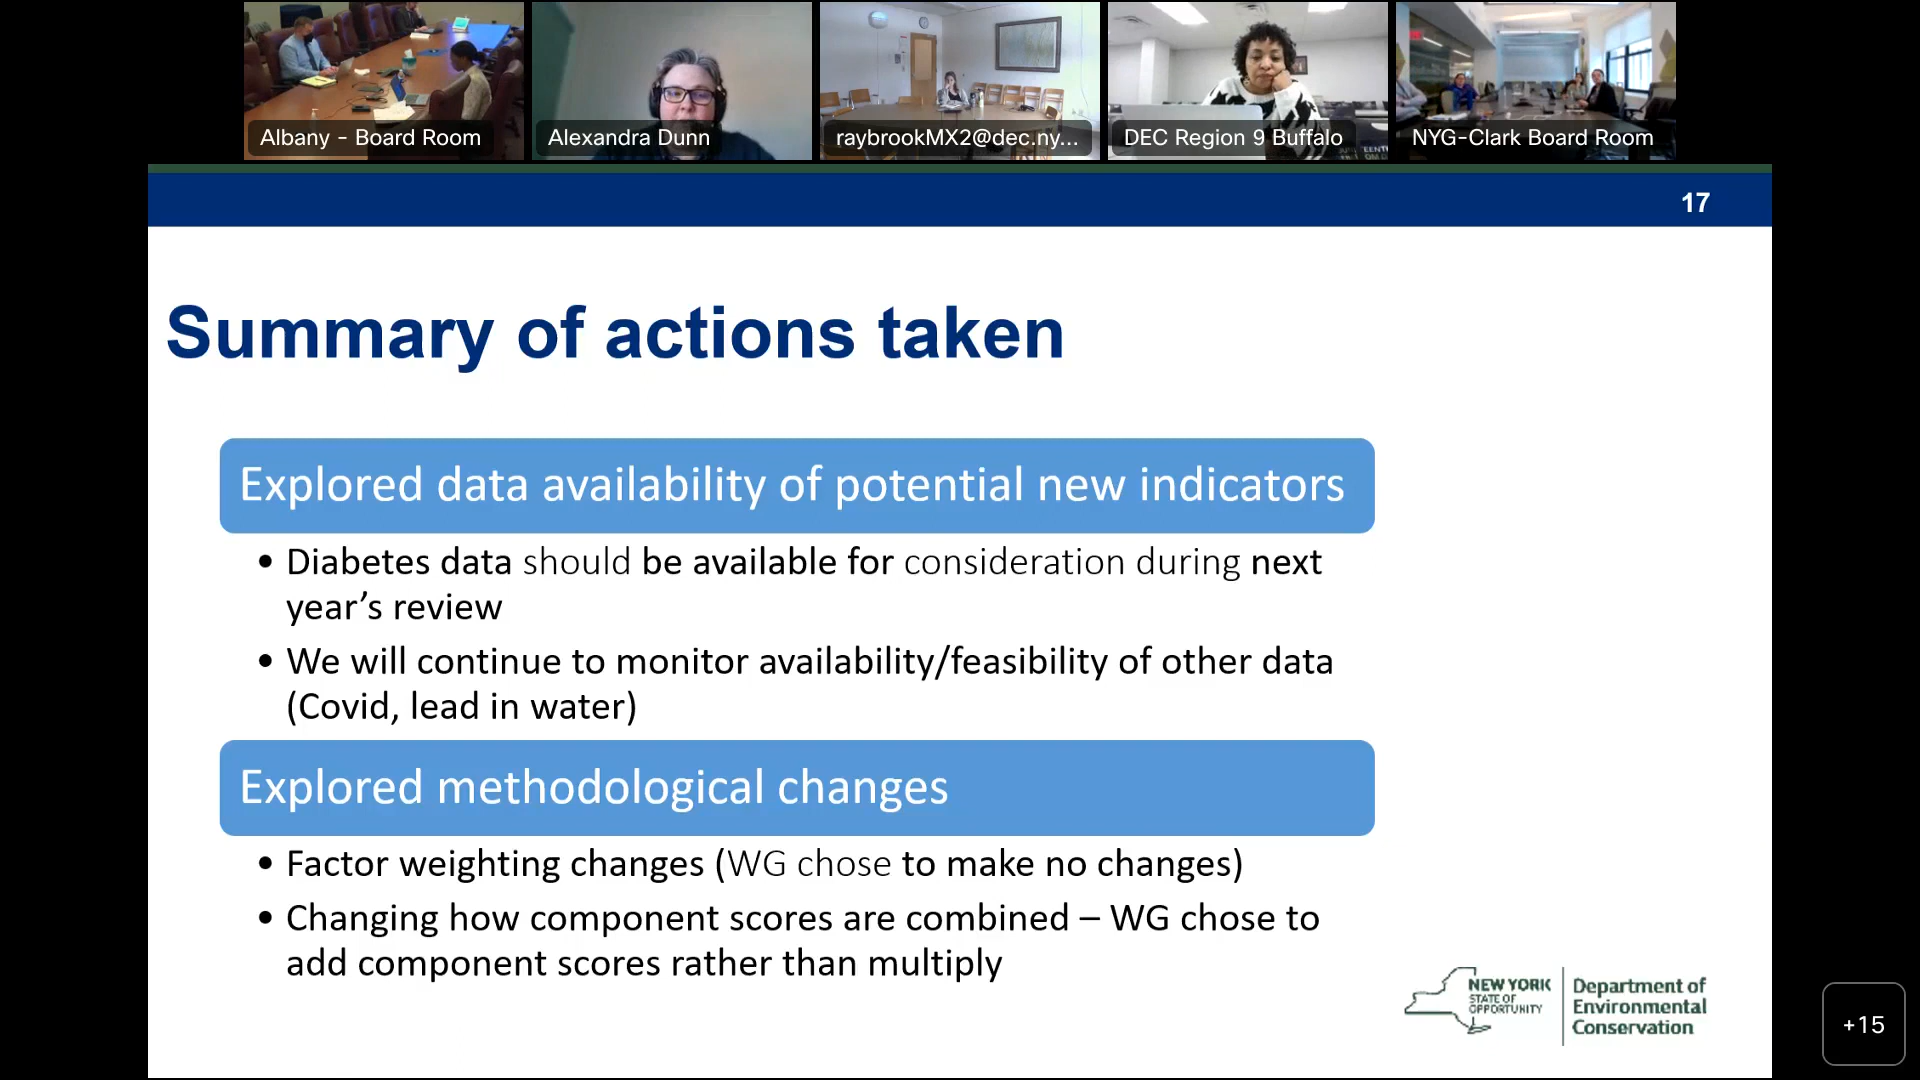 Albany - Board Room
Alexandra Dunn
raybrookMX2@dec.ny...
DEC Region 9 Buffalo
NYG-Clark Board Room
17
Summary of actions taken
Explored data availability of potential new indicators
• Diabetes data should be available for consideration during next
year’s review
• We will continue to monitor availability/feasibility of other data
(Covid, lead in water)
Explored methodological changes
• Factor weighting changes (WG chose to make no changes)
• Changing how component scores are combined – WG chose to
add component scores rather than multiply
NEW YORK
STATE OF
OPPORTUNITY
Department of
Environmental
Conservation
+15